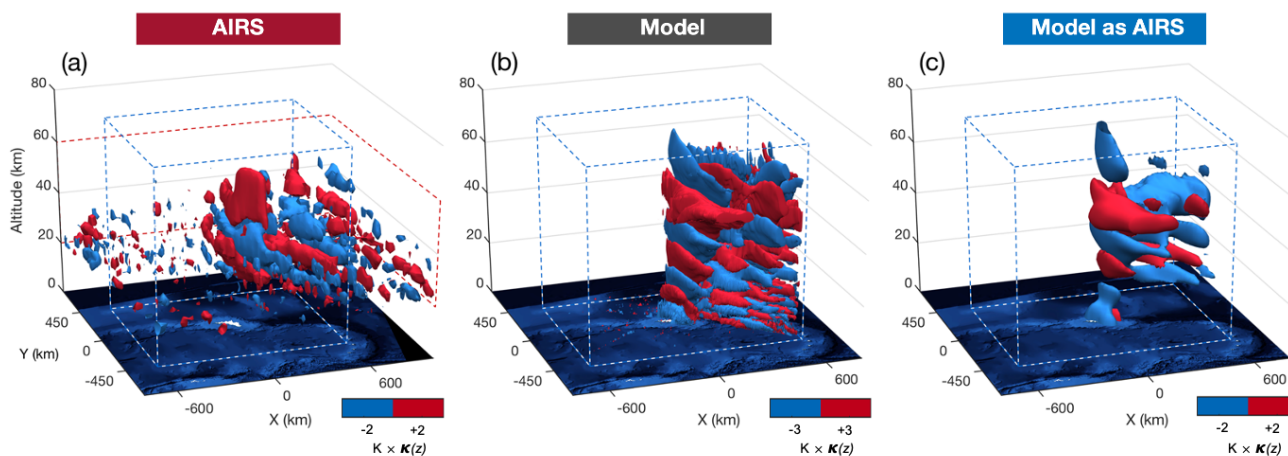 AIRS
Model
Model as AIRS
(a)
(b)
(c)
80
60
40
20
0
Altitude (km)
450
0
-450
Y (km)
-600
0
600
X (km)
-2
+2
K × κ(z)
80
60
40
20
0
450
0
-450
-600
0
600
X (km)
-3
+3
K × κ(z)
80
60
40
20
0
450
0
-450
-600
0
600
X (km)
-2
+2
K × κ(z)